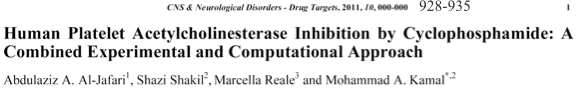 CNS & Neurological Disorders - Drug Targets, 2011, 10, 000-000 928-935 1
Human Platelet Acetylcholinesterase Inhibition by Cyclophosphamide: A
Combined Experimental and Computational Approach
Abdulaziz A. Al-Jafari1, Shazi Shakil2, Marcella Reale3 and Mohammad A. Kamal*,2